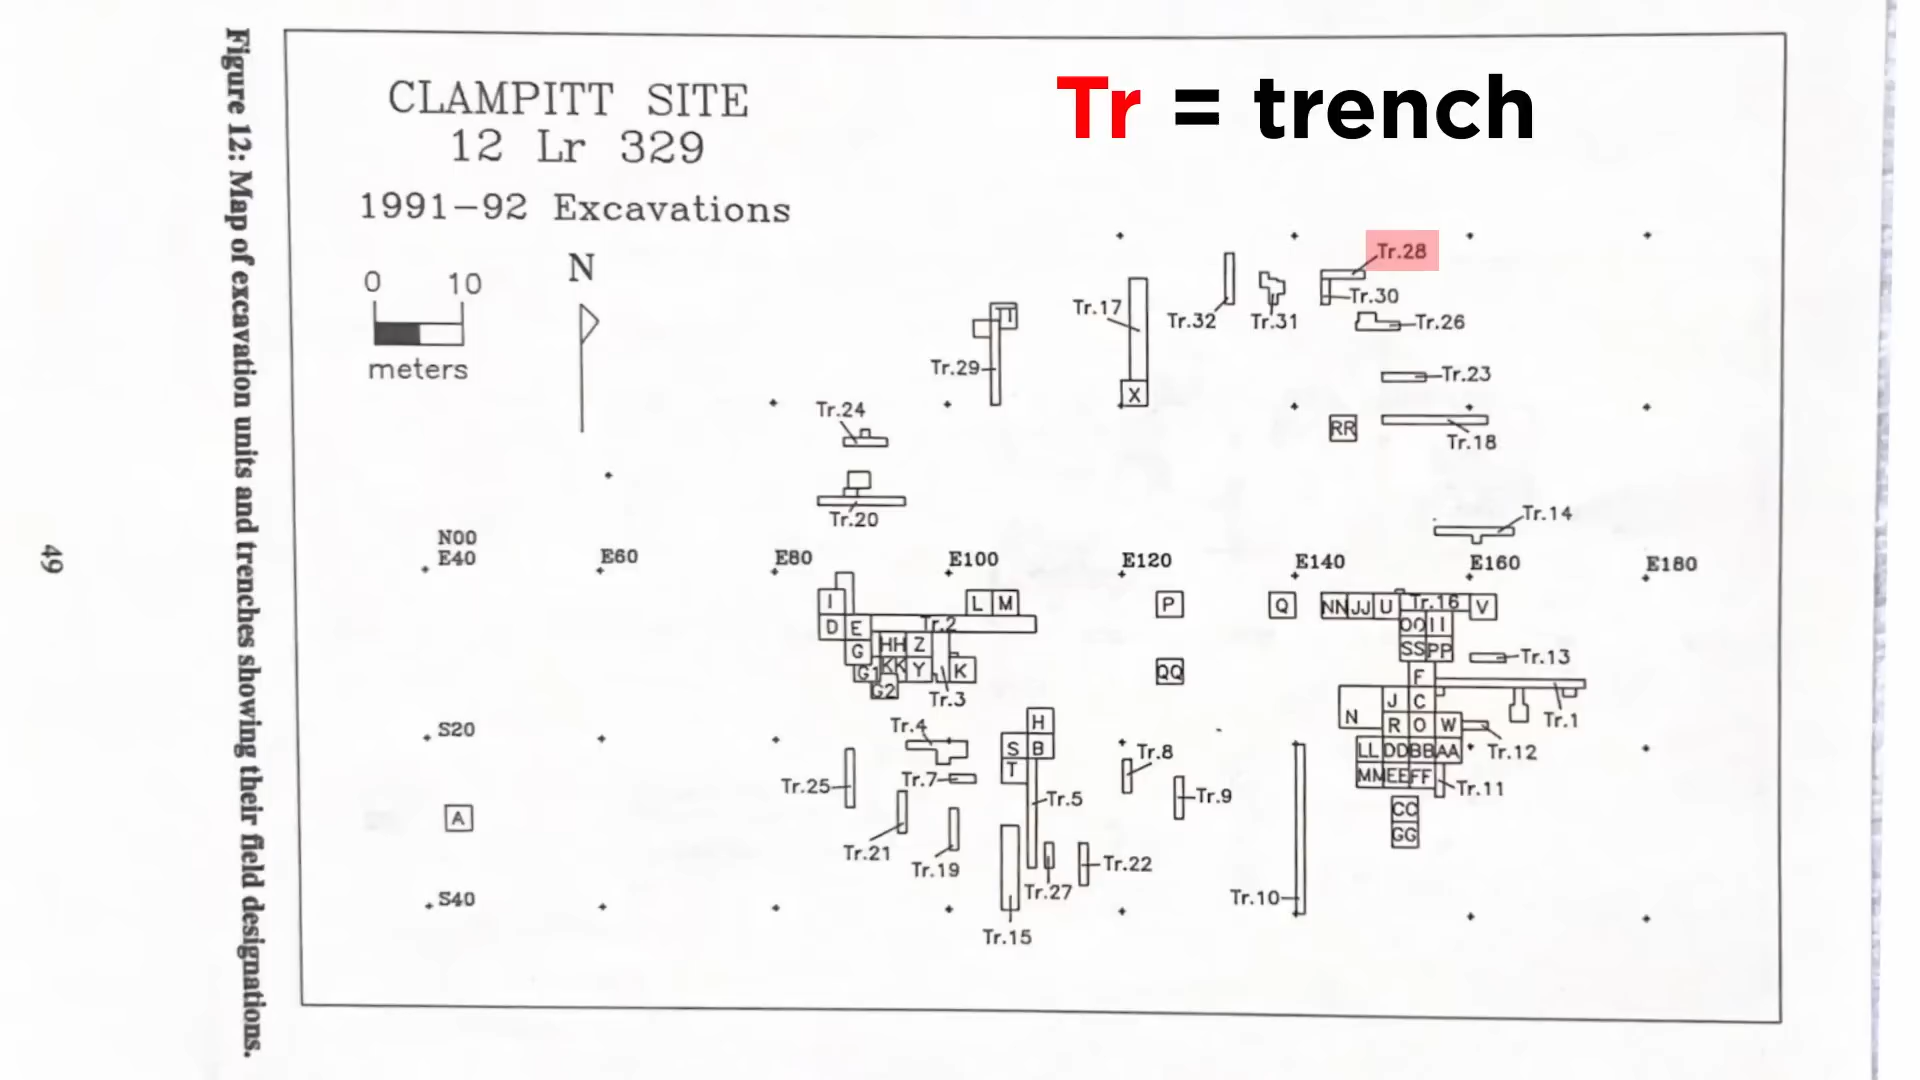 Figure 12: Map of excavation units and trenches showing their field designations.
49
CLAMPITT SITE
12 Lr 329
1991-92 Excavations
Tr = trench
0 10
meters
N
Tr.28
Tr.30
Tr.17
Tr.32
Tr.31
Tr.26
TT
Tr.29
X
Tr.23
Tr.24
RR
Tr.18
Tr.20
Tr.14
N00
E40 E60 E80 E100 E120 E140 E160 E180
I
L M
P
Q
NN JJ U Tr.16 V
D E Tr.2
OO II
G HH Z
SS PP
Tr.13
G1 KK Y K
QQ
F
G2 Tr.3
J C
N
Tr.1
S20
Tr.4
H
R O W
Tr.12
S B
Tr.8
LL DD BB AA
T
Tr.7
MM EE FF
Tr.25
Tr.5
Tr.9
Tr.11
A
CC
GG
Tr.21
Tr.19
Tr.22
Tr.27
Tr.10
S40
Tr.15